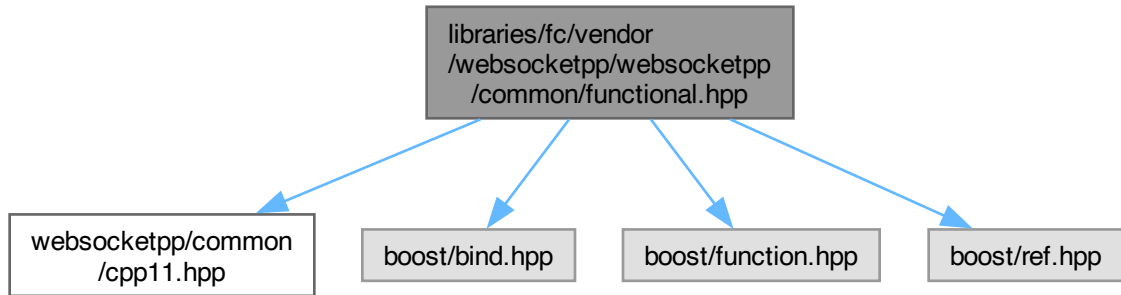 libraries/fc/vendor
/websocketpp/websocketpp
/common/functional.hpp
websocketpp/common
/cpp11.hpp
boost/bind.hpp
boost/function.hpp
boost/ref.hpp